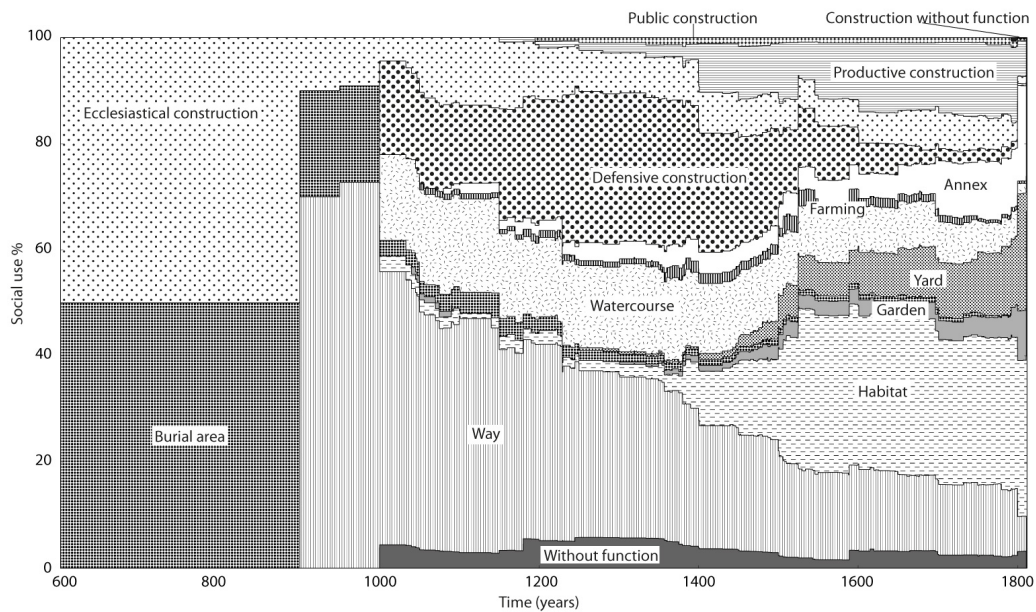 Public construction
Construction without function
100
80
60
40
20
0
Social use %
Ecclesiastical construction
Productive construction
Defensive construction
Annex
Farming
Watercourse
Yard
Garden
Habitat
Burial area
Way
Without function
600
800
1000
1200
1400
1600
1800
Time (years)